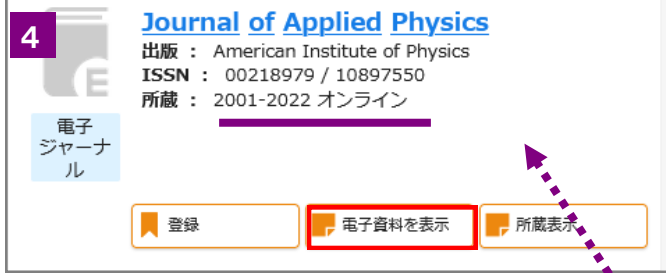 4
Journal of Applied Physics
出版 : American Institute of Physics
ISSN : 00218979 / 10897550
所蔵 : 2001-2022 オンライン
E
電子
ジャーナ
ル
登録
電子資料を表示
所蔵表示